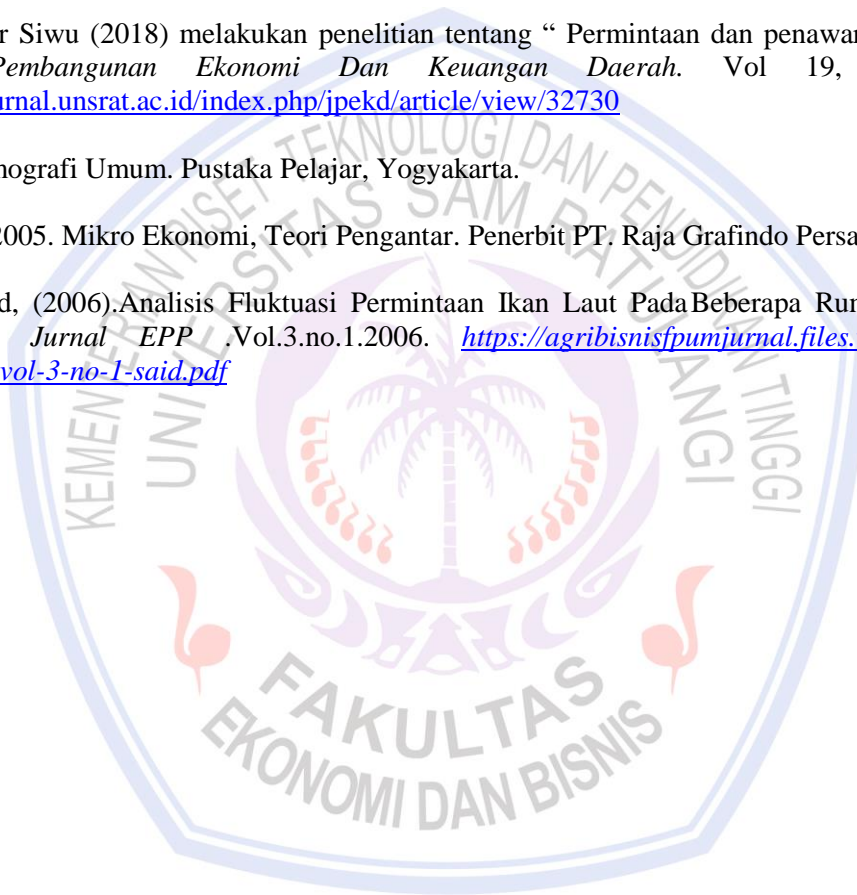 r Siwu (2018) melakukan penelitian tentang “ Permintaan dan penawar
Pembangunan Ekonomi Dan Keuangan Daerah. Vol 19,
urnal.unsrat.ac.id/index.php/jpekd/article/view/32730
nografi Umum. Pustaka Pelajar, Yogyakarta.
2005. Mikro Ekonomi, Teori Pengantar. Penerbit PT. Raja Grafindo Persa
d, (2006).Analisis Fluktuasi Permintaan Ikan Laut Pada Beberapa Run
Jurnal EPP .Vol.3.no.1.2006. https://agribisnisfpumjurnal.files.
vol-3-no-1-said.pdf
KEMENTERIAN RISET TEKNOLOGI DAN PENDIDIKAN TINGGI
UNIVERSITAS SAM RATULANGI
FAKULTAS
EKONOMI DAN BISNIS